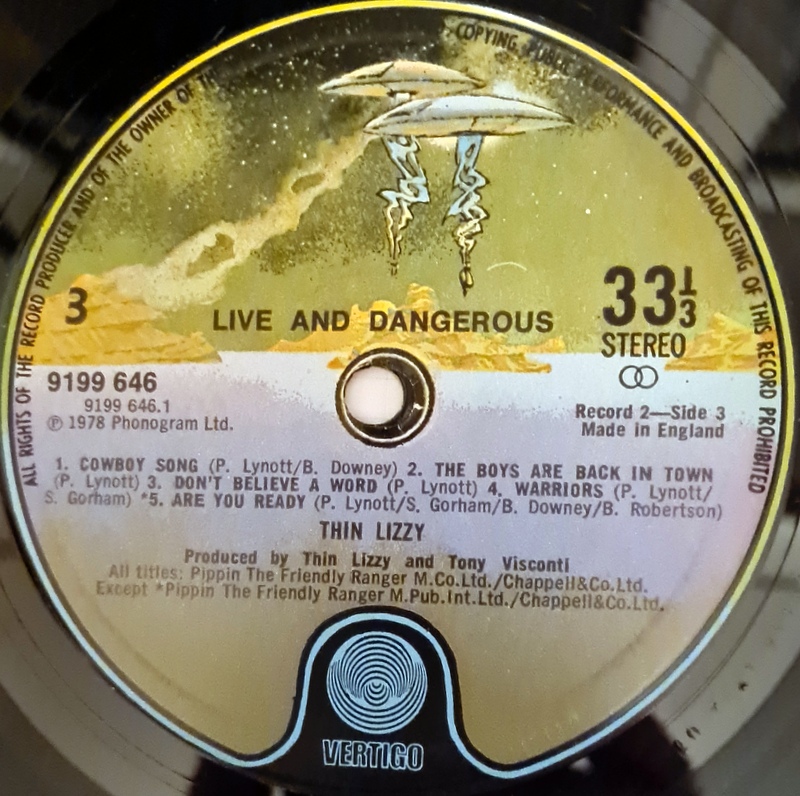 ALL RIGHTS OF THE RECORD PRODUCER AND OF THE OWNER OF
COPYING, PUBLIC PERFORMANCE AND BROADCASTING OF THIS RECORD PROHIBITED
3
LIVE AND DANGEROUS
33 1/3
STEREO
9199 646
9199 646.1
℗ 1978 Phonogram Ltd.
Record 2—Side 3
Made in England
1. COWBOY SONG (P. Lynott/B. Downey) 2. THE BOYS ARE BACK IN TOWN
(P. Lynott) 3. DON'T BELIEVE A WORD (P. Lynott) 4. WARRIORS (P. Lynott/
S. Gorham) *5. ARE YOU READY (P. Lynott/S. Gorham/B. Downey/B. Robertson)
THIN LIZZY
Produced by Thin Lizzy and Tony Visconti
All titles: Pippin The Friendly Ranger M.Co.Ltd./Chappell&Co.Ltd.
Except *Pippin The Friendly Ranger M.Pub.Int.Ltd./Chappell&Co.Ltd.
VERTIGO